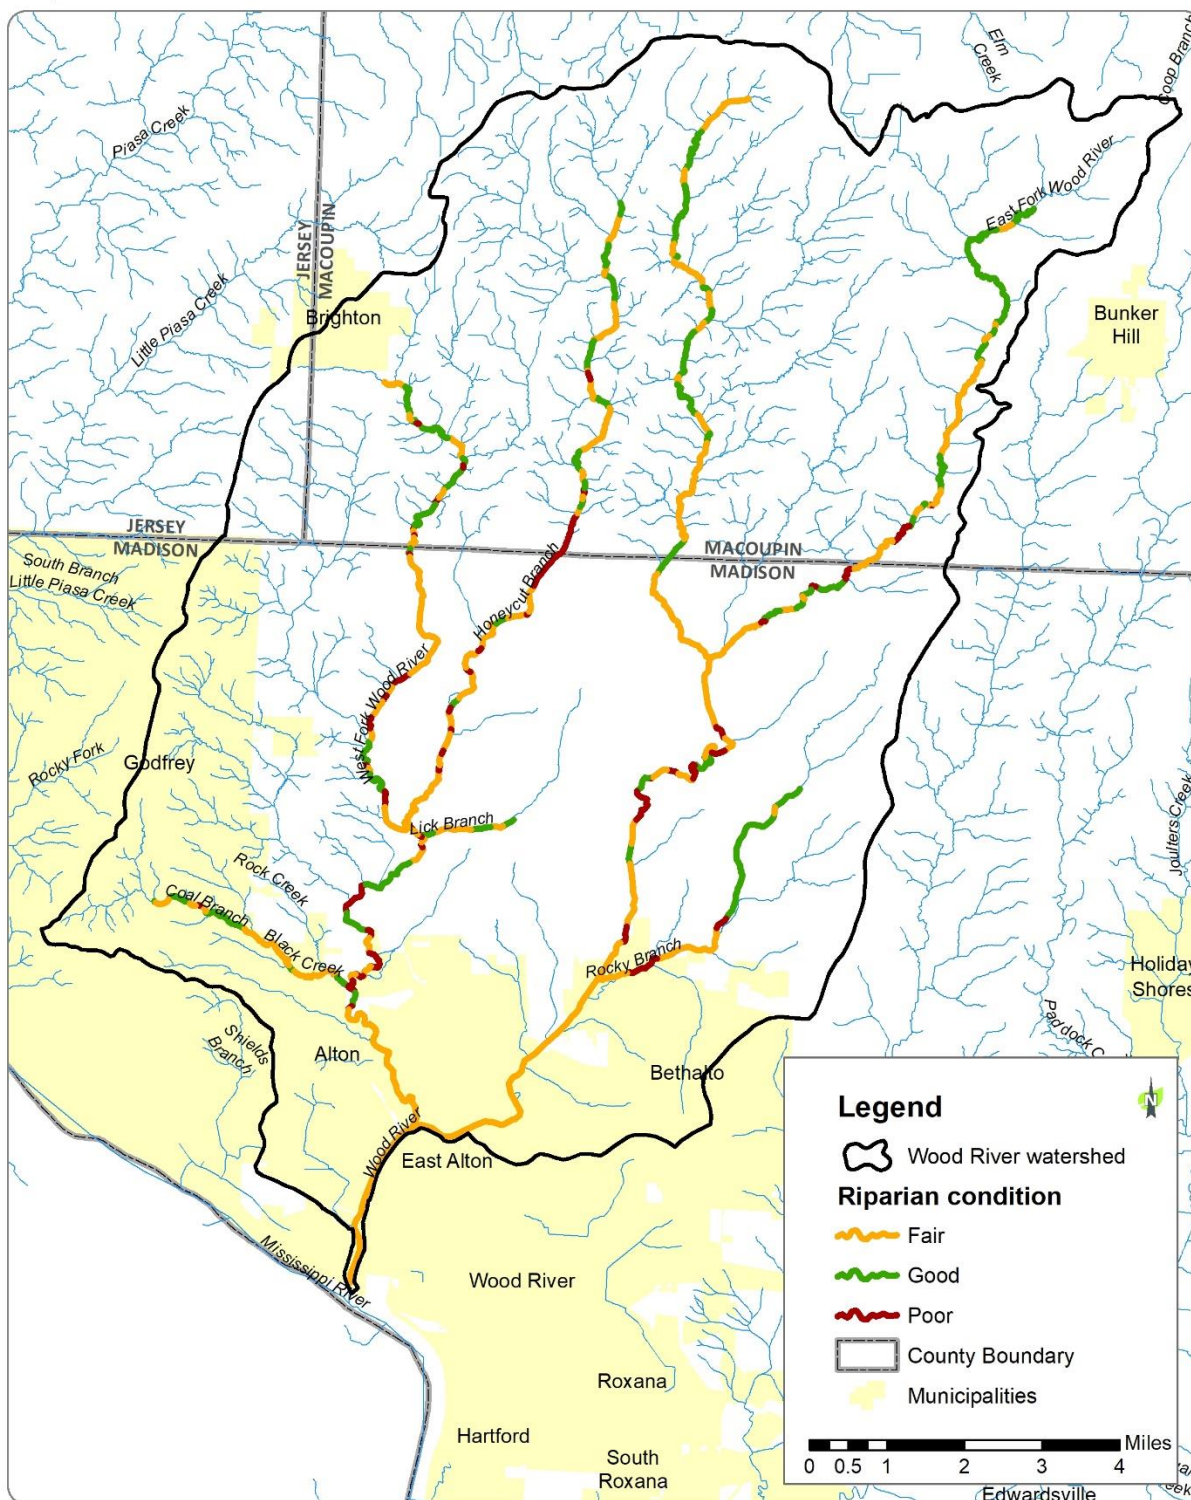 Elm
Creek
Coop Branch
Piasa Creek
East Fork Wood River
JERSEY
MACOUPIN
Little Piasa Creek
Brighton
Bunker
Hill
JERSEY
MADISON
MACOUPIN
MADISON
South Branch
Little Piasa Creek
Honeycut Branch
West Fork Wood River
Rocky Fork
Godfrey
Lick Branch
Joulters Creek
Rock Creek
Coal Branch
Black Creek
Rocky Branch
Holiday
Shores
Paddock C
Shields
Branch
Alton
Bethalto
Wood River
East Alton
Mississippi River
Wood River
Roxana
Hartford
South
Roxana
Legend
N
Wood River watershed
Riparian condition
Fair
Good
Poor
County Boundary
Municipalities
Miles
0 0.5 1 2 3 4
Edwardsville